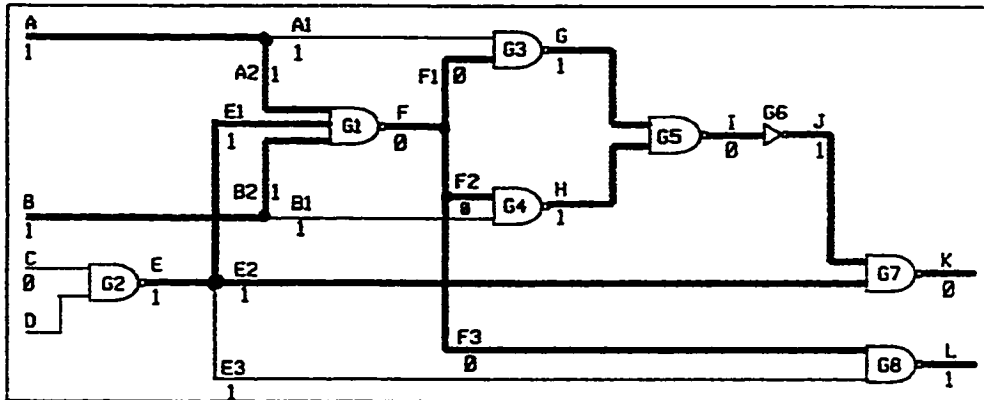 A A1 G
1 1 G3 1
A2 1 F1 0
E1 F G6
1 G1 0 G5 I J
0 1
B2 1 F2 H
B B1 0 G4 1
1 1
C E E2 K
0 G2 1 1 G7 0
D
F3 L
0 G8 1
E3
1